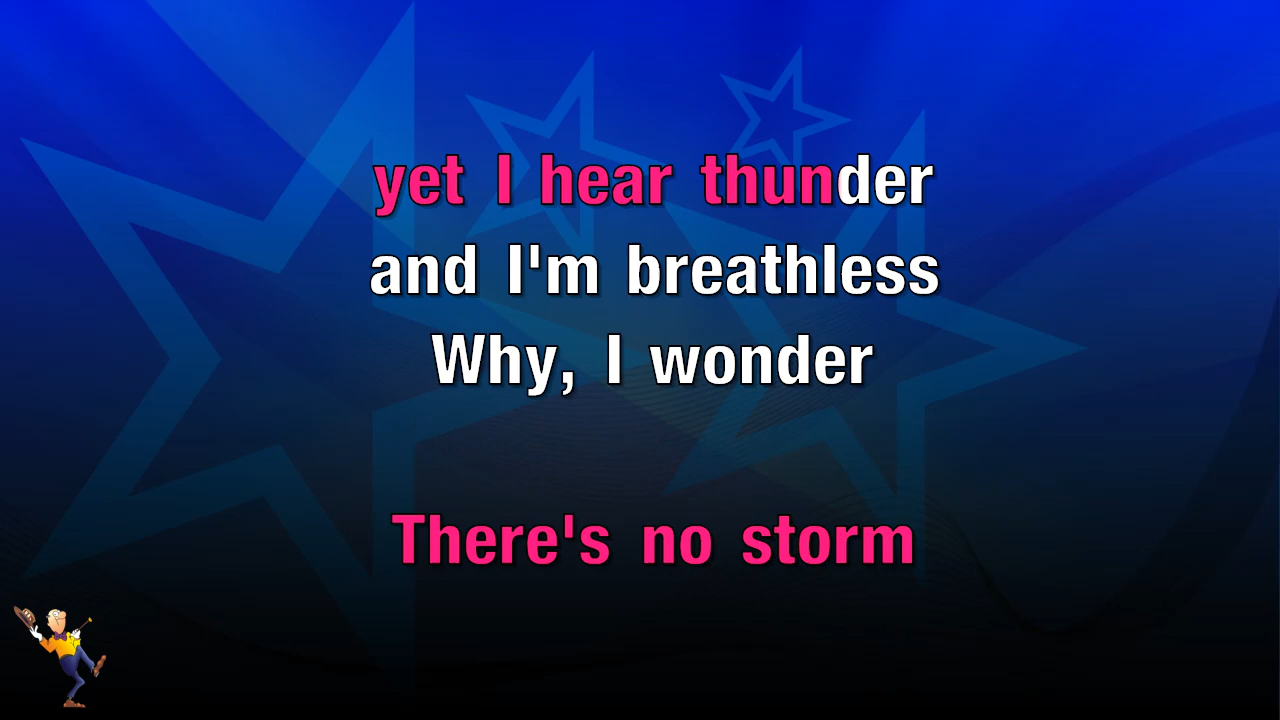 yet I hear thunder
and I'm breathless
Why, I wonder
There's no storm